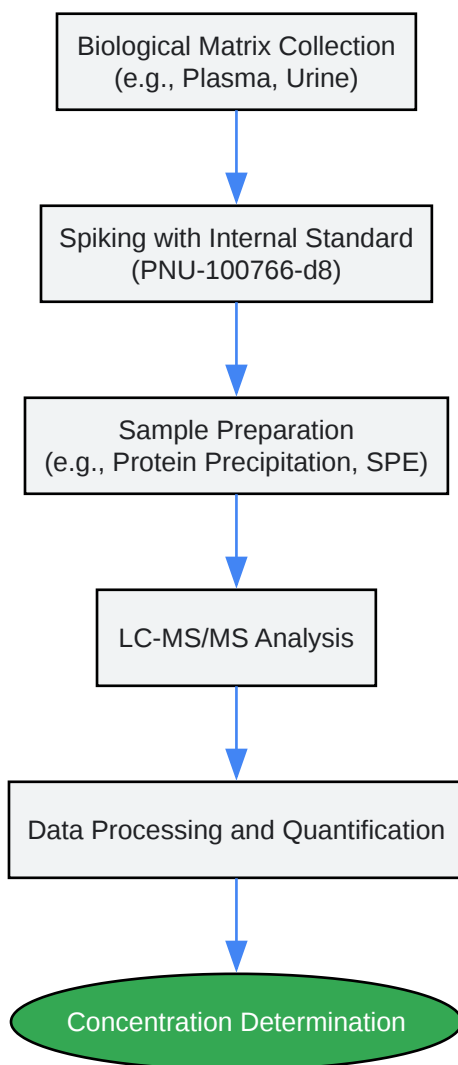 Biological Matrix Collection
(e.g., Plasma, Urine)
Spiking with Internal Standard
(PNU-100766-d8)
Sample Preparation
(e.g., Protein Precipitation, SPE)
LC-MS/MS Analysis
Data Processing and Quantification
Concentration Determination